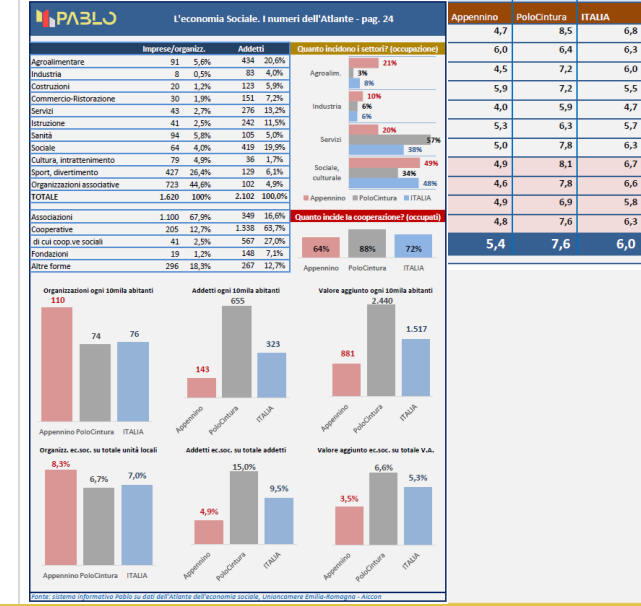 PABLO L'economia Sociale. I numeri dell'Atlante - pag. 24
Imprese/organiz. Addetti
Agroalimentare 91 5,6% 434 20,6%
Industria 8 0,5% 83 4,0%
Costruzioni 20 1,2% 123 5,9%
Commercio-Ristorazione 30 1,9% 151 7,2%
Servizi 43 2,7% 276 13,2%
Istruzione 41 2,5% 242 11,5%
Sanità 94 5,8% 105 5,0%
Sociale 64 4,0% 419 19,9%
Cultura, intrattenimento 79 4,9% 36 1,7%
Sport, divertimento 427 26,4% 129 6,1%
Organizzazioni associative 723 44,6% 102 4,9%
TOTALE 1.620 100% 2.102 100,0%
Associazioni 1.100 67,9% 349 16,6%
Cooperative 205 12,7% 1.338 63,7%
di cui coop.ve sociali 41 2,5% 567 27,0%
Fondazioni 19 1,2% 148 7,1%
Altre forme 296 18,3% 267 12,7%
Quanto incidono i settori? (occupazione)
Agroalim. 21% 3% 8%
Industria 10% 6% 6%
Servizi 20% 57% 38%
Sociale, culturale 49% 34% 48%
Appennino PoloCintura ITALIA
Quanto incide la cooperazione? (occupati)
64% 88% 72%
Appennino PoloCintura ITALIA
Appennino PoloCintura ITALIA
4,7 8,5 6,8
6,0 6,4 6,3
4,5 7,2 6,0
5,9 7,2 5,5
4,0 5,9 4,7
5,3 6,3 5,7
5,0 7,8 6,3
4,9 8,1 6,7
4,6 7,8 6,6
4,9 6,9 5,8
4,8 7,6 6,3
5,4 7,6 6,0
Organizzazioni ogni 10mila abitanti
110 74 76
Appennino PoloCintura ITALIA
Addetti ogni 10mila abitanti
143 655 323
Appennino PoloCintura ITALIA
Valore aggiunto ogni 10mila abitanti
881 2.440 1.517
Appennino PoloCintura ITALIA
Organizz. ec.soc. su totale unità locali
8,3% 6,7% 7,0%
Appennino PoloCintura ITALIA
Addetti ec.soc. su totale addetti
4,9% 15,0% 9,5%
Appennino PoloCintura ITALIA
Valore aggiunto ec.soc. su totale V.A.
3,5% 6,6% 5,3%
Appennino PoloCintura ITALIA
Fonte: sistema informativo Pablo su dati dell'Atlante dell'economia sociale, Unioncamere Emilia-Romagna - Aiccon